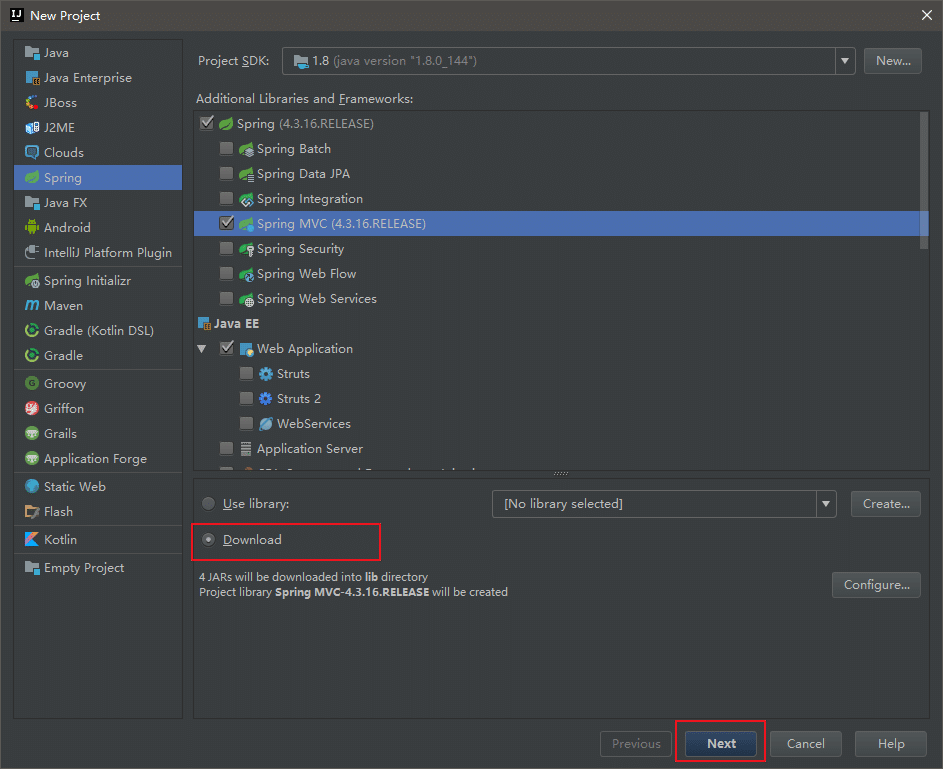 New Project
Java
Java Enterprise
JBoss
J2ME
Clouds
Spring
Java FX
Android
IntelliJ Platform Plugin
Spring Initializr
Maven
Gradle (Kotlin DSL)
Gradle
Groovy
Griffon
Grails
Application Forge
Static Web
Flash
Kotlin
Empty Project
Project SDK: 1.8 (java version "1.8.0_144") New...
Additional Libraries and Frameworks:
Spring (4.3.16.RELEASE)
Spring Batch
Spring Data JPA
Spring Integration
Spring MVC (4.3.16.RELEASE)
Spring Security
Spring Web Flow
Spring Web Services
Java EE
Web Application
Struts
Struts 2
WebServices
Application Server
Use library: [No library selected] Create...
Download
4 JARs will be downloaded into lib directory
Project library Spring MVC-4.3.16.RELEASE will be created
Configure...
Previous Next Cancel Help